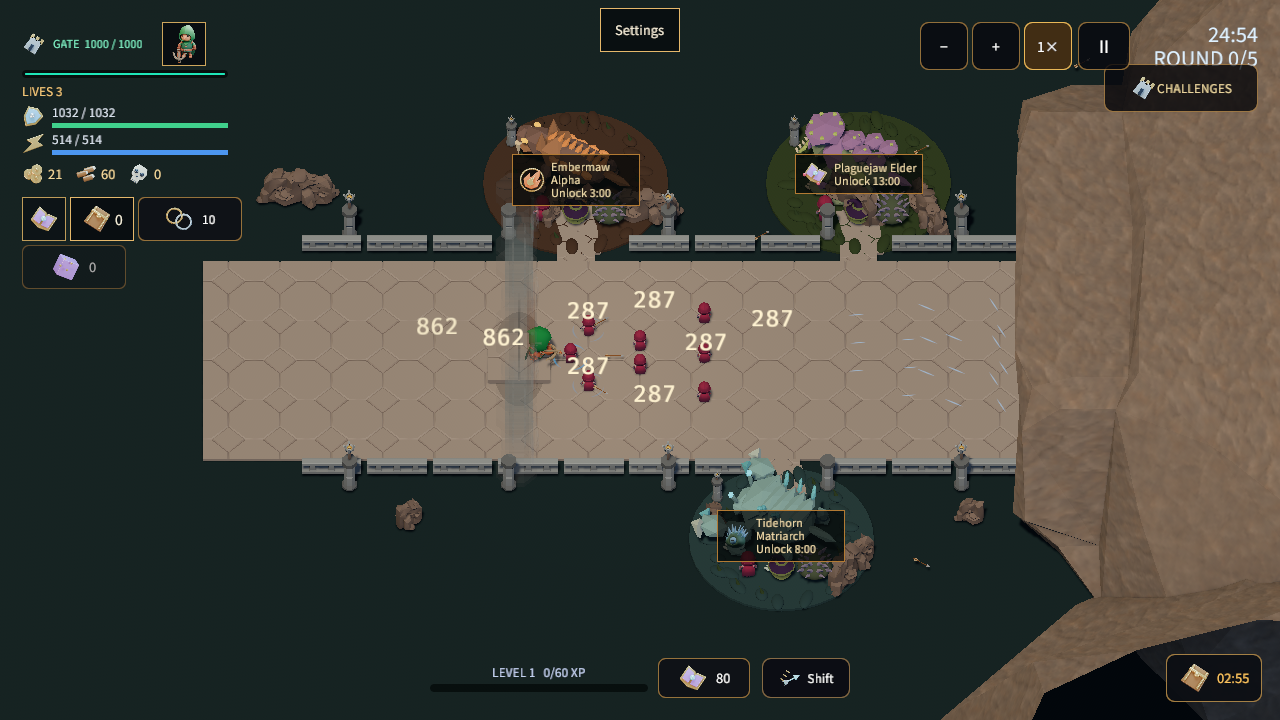 GATE 1000 / 1000
Settings
−
+
1×
24:54
ROUND 0/5
CHALLENGES
LIVES 3
1032 / 1032
514 / 514
21
60
0
0
10
0
Embermaw
Alpha
Unlock 3:00
Plaguejaw Elder
Unlock 13:00
862
862
287
287
287
287
287
287
Tidehorn
Matriarch
Unlock 8:00
LEVEL 1 0/60 XP
80
Shift
02:55